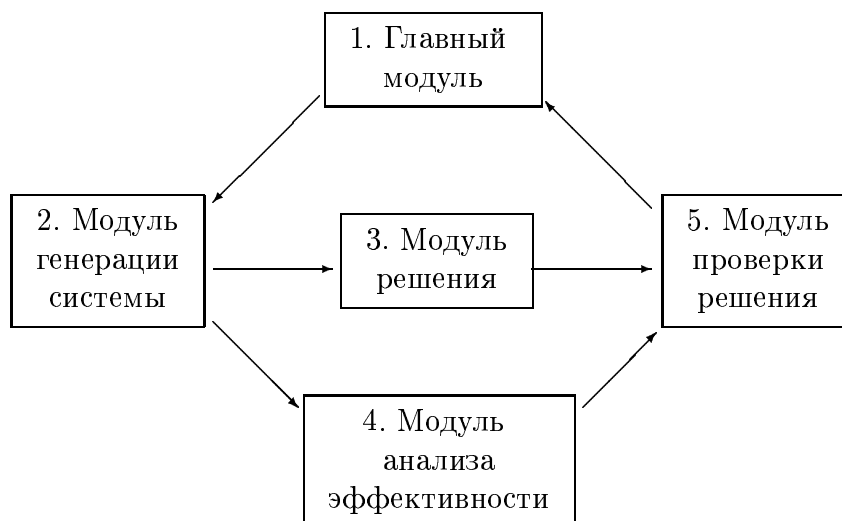 1. Главный
модуль
2. Модуль
генерации
системы
3. Модуль
решения
5. Модуль
проверки
решения
4. Модуль
анализа
эффективности